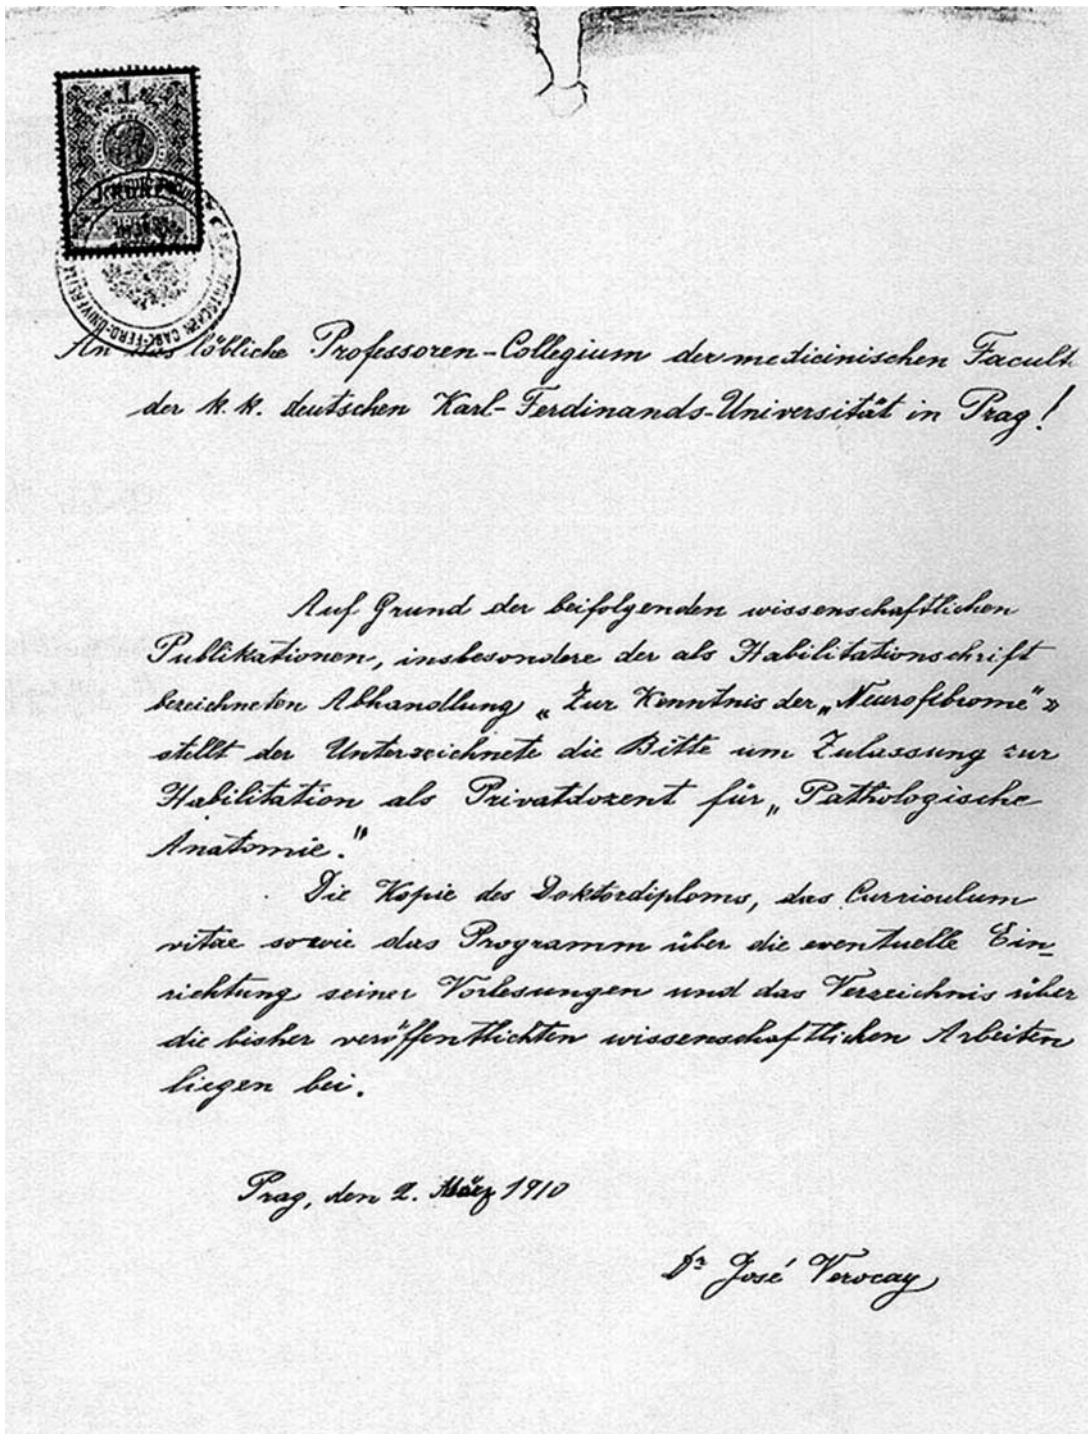 1
CARL-FERD-UNIVERSIT
An das löbliche Professoren-Collegium der medicinischen Facult
der k. k. deutschen Karl-Ferdinands-Universität in Prag!
Auf Grund der beifolgenden wissenschaftlichen
Publikationen, insbesondere der als Habilitationschrift
bezeichneten Abhandlung „Zur Kenntnis der „Neurofibrome“ »
stellt der Unterzeichnete die Bitte um Zulassung zur
Habilitation als Privatdozent für „Pathologische
Anatomie.“
Die Kopie des Doktordiploms, das Curriculum
vitae sowie das Programm über die eventuelle Ein-
richtung seiner Vorlesungen und das Verzeichnis über
die bisher veröffentlichten wissenschaftlichen Arbeiten
liegen bei.
Prag, den 2. März 1910
Dr José Verocay